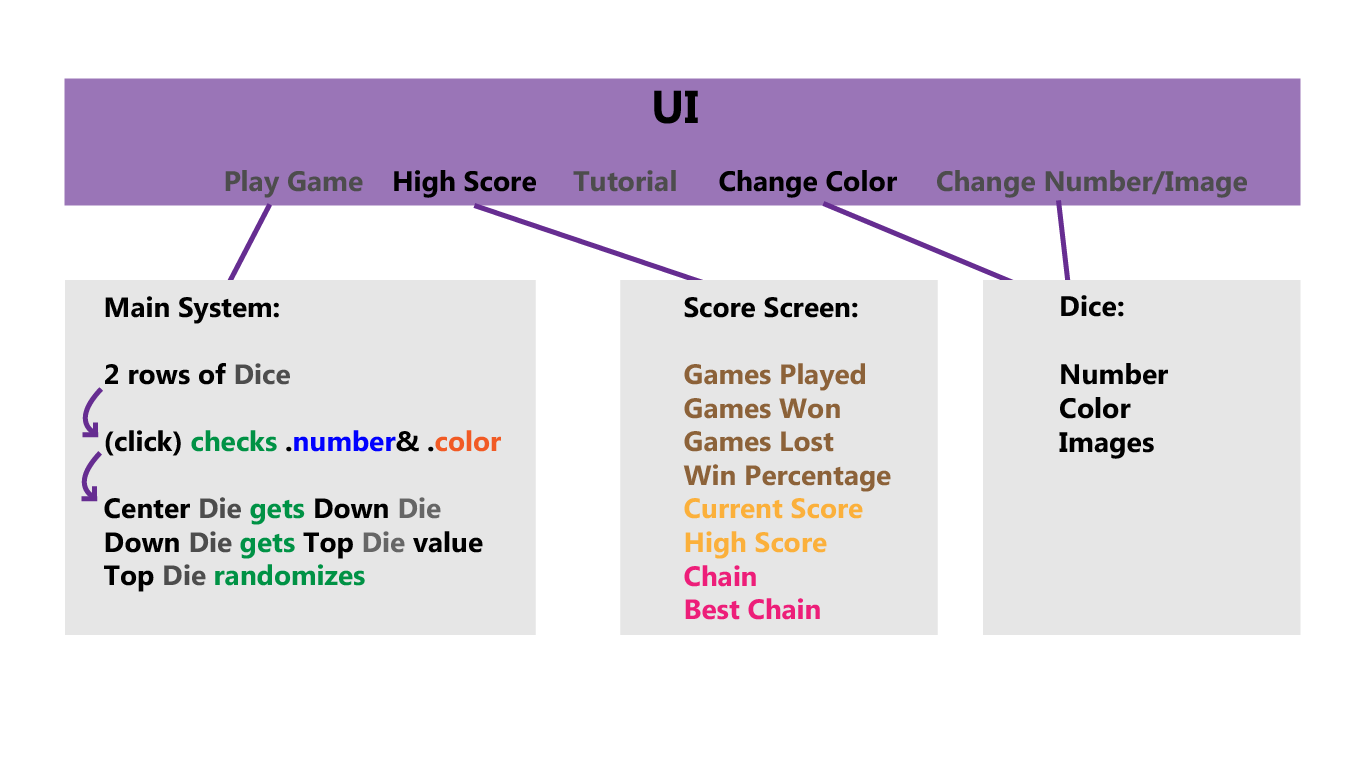 UI
Play Game High Score Tutorial Change Color Change Number/Image
Main System:
2 rows of Dice
(click) checks .number& .color
Center Die gets Down Die
Down Die gets Top Die value
Top Die randomizes
Score Screen:
Games Played
Games Won
Games Lost
Win Percentage
Current Score
High Score
Chain
Best Chain
Dice:
Number
Color
Images